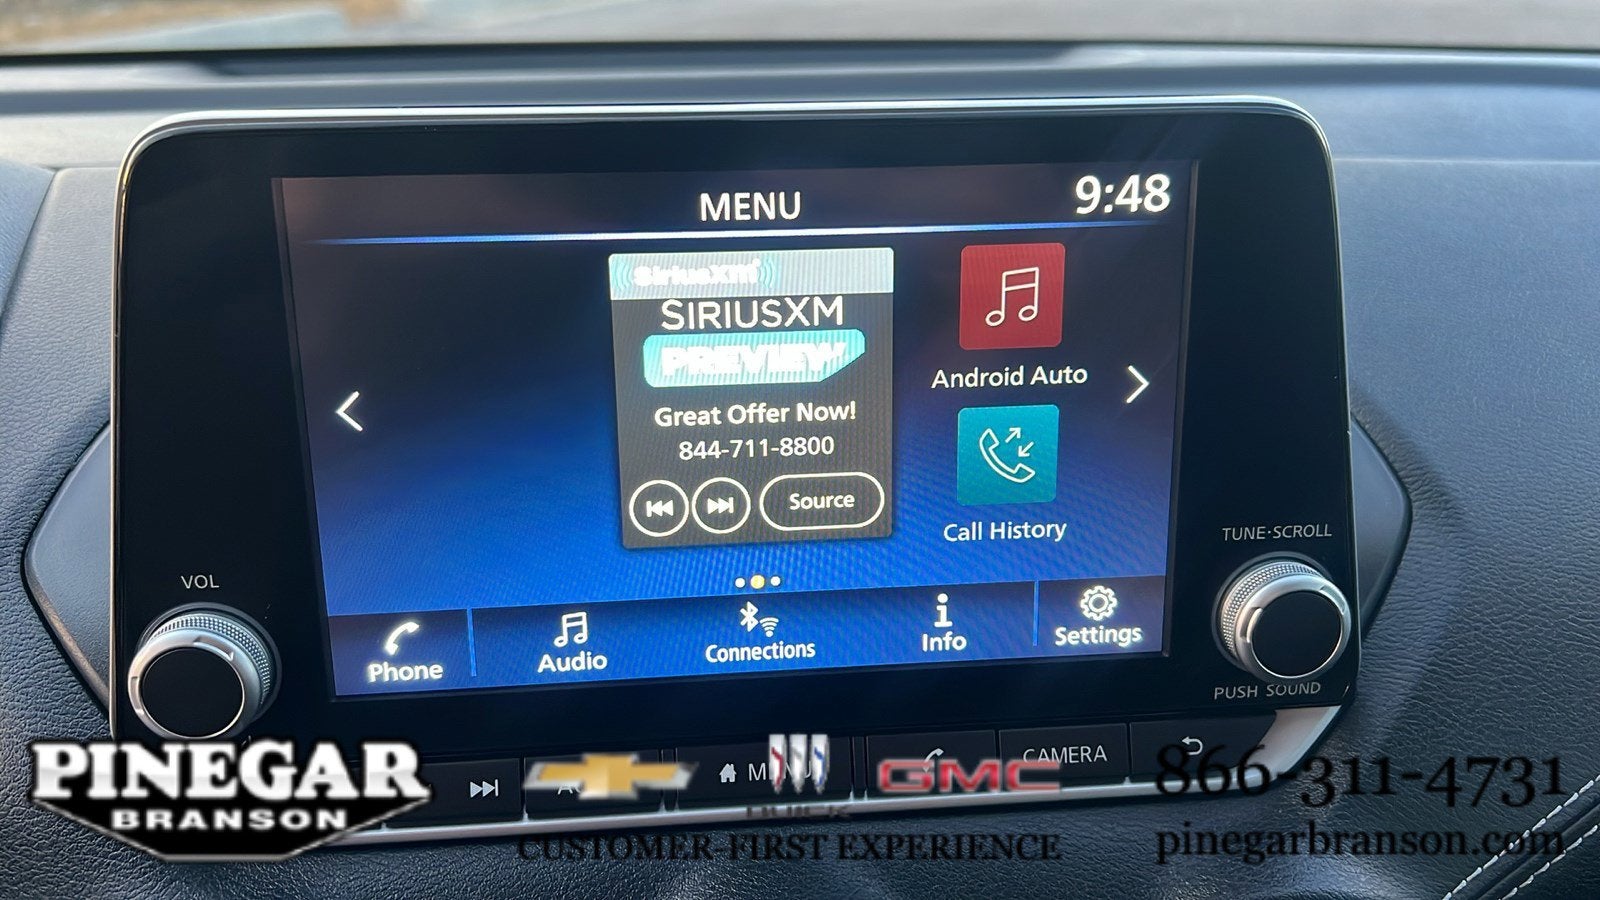 MENU
9:48
SiriusXM
SIRIUSXM
PREVIEW
Great Offer Now!
844-711-8800
Source
Android Auto
Call History
Phone
Audio
Connections
Info
Settings
VOL
TUNE·SCROLL
PUSH SOUND
MENU
CAMERA
PINEGAR
BRANSON
BUICK
GMC
CUSTOMER-FIRST EXPERIENCE
866-311-4731
pinegarbranson.com